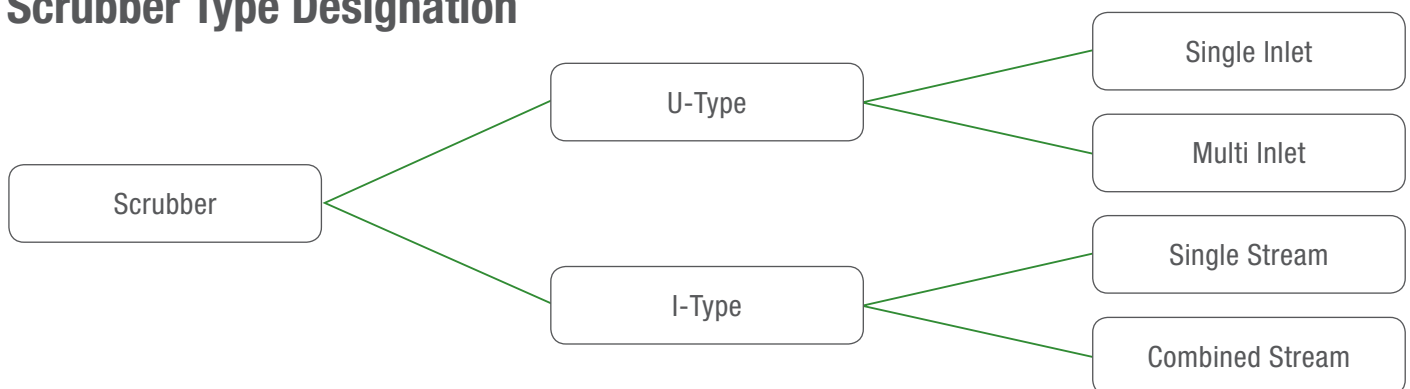 Scrubber Type Designation
Single Inlet
U-Type
Multi Inlet
Scrubber
Single Stream
I-Type
Combined Stream